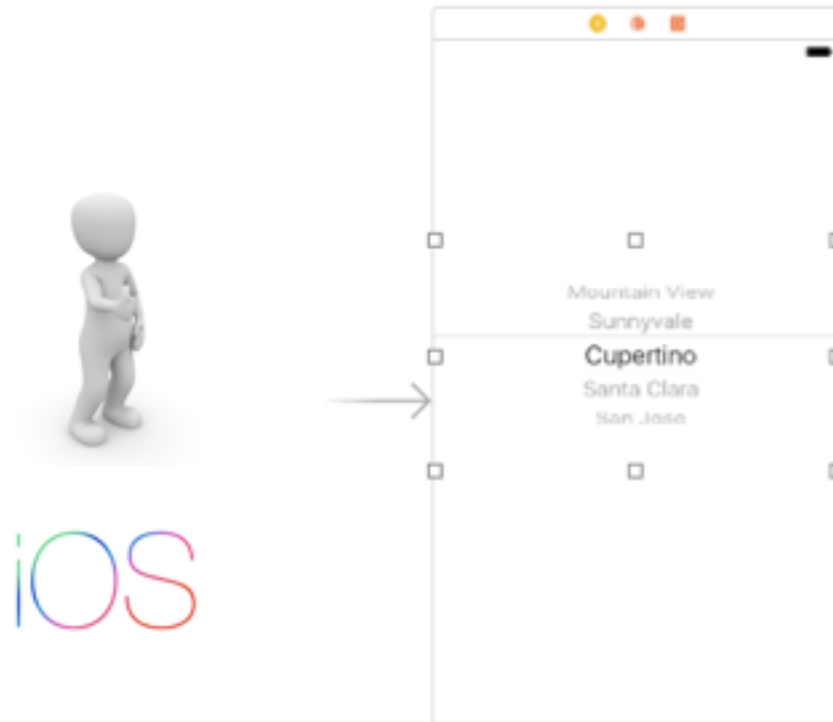 Mountain View
Sunnyvale
Cupertino
Santa Clara
San Jose
iOS